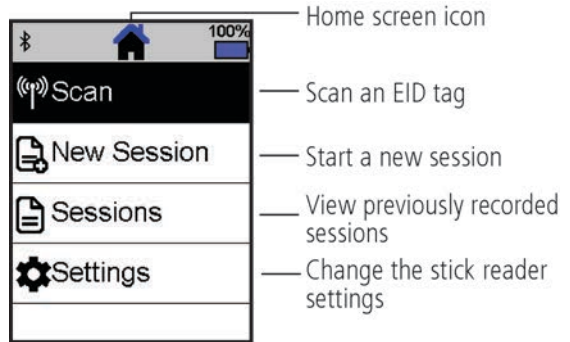 Home screen icon
100%
Scan
Scan an EID tag
New Session
Start a new session
Sessions
View previously recorded
sessions
Settings
Change the stick reader
settings